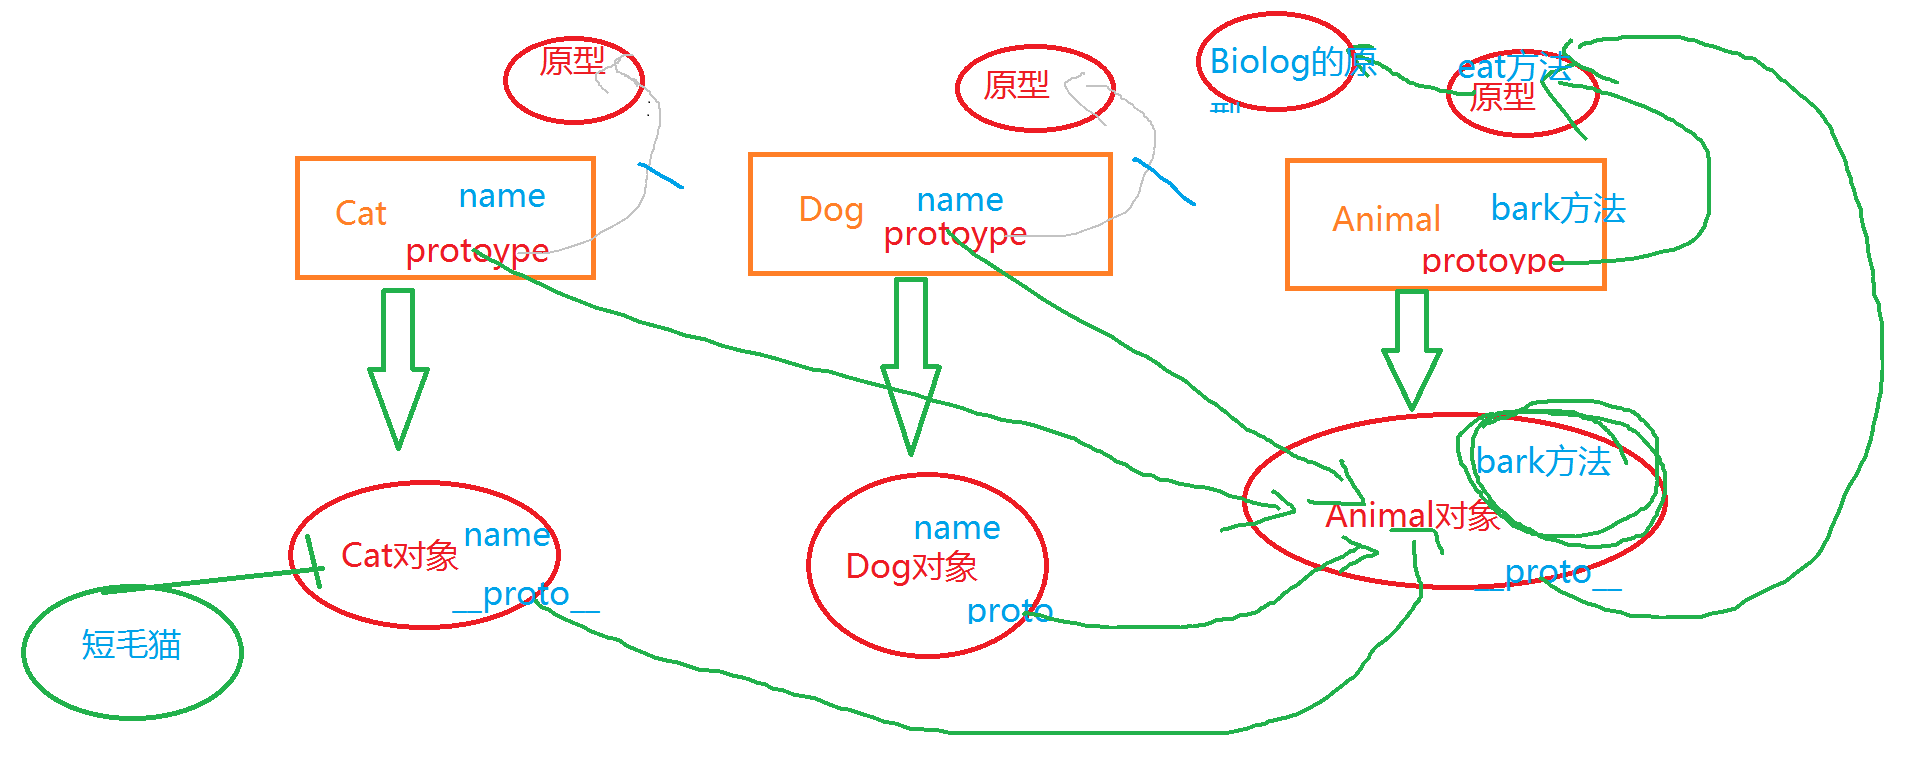 原型
原型
Biolog的原
型
eat方法
原型
Cat
name
protoype
Dog
name
protoype
Animal
bark方法
protoype
bark方法
Animal对象
__proto__
Cat对象
name
__proto__
name
Dog对象
proto
短毛猫